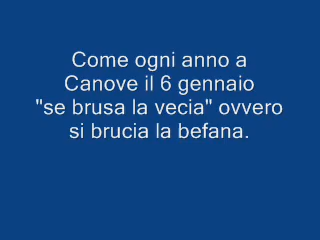 Come ogni anno a
Canove il 6 gennaio
"se brusa la vecia" ovvero
si brucia la befana.